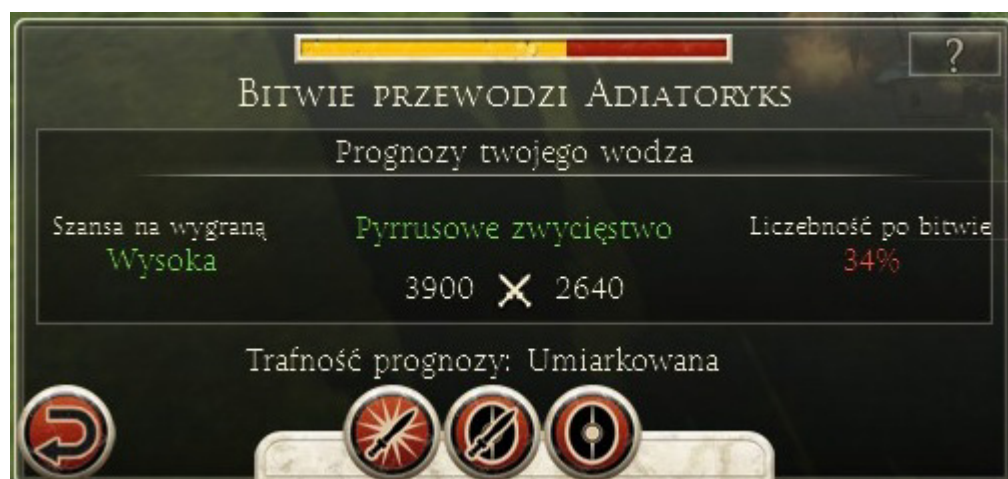 ?
Bitwie przewodzi Adiatoryks
Prognozy twojego wodza
Szansa na wygraną
Wysoka
Pyrrusowe zwycięstwo
3900 2640
Liczebność po bitwie
34%
Trafność prognozy: Umiarkowana